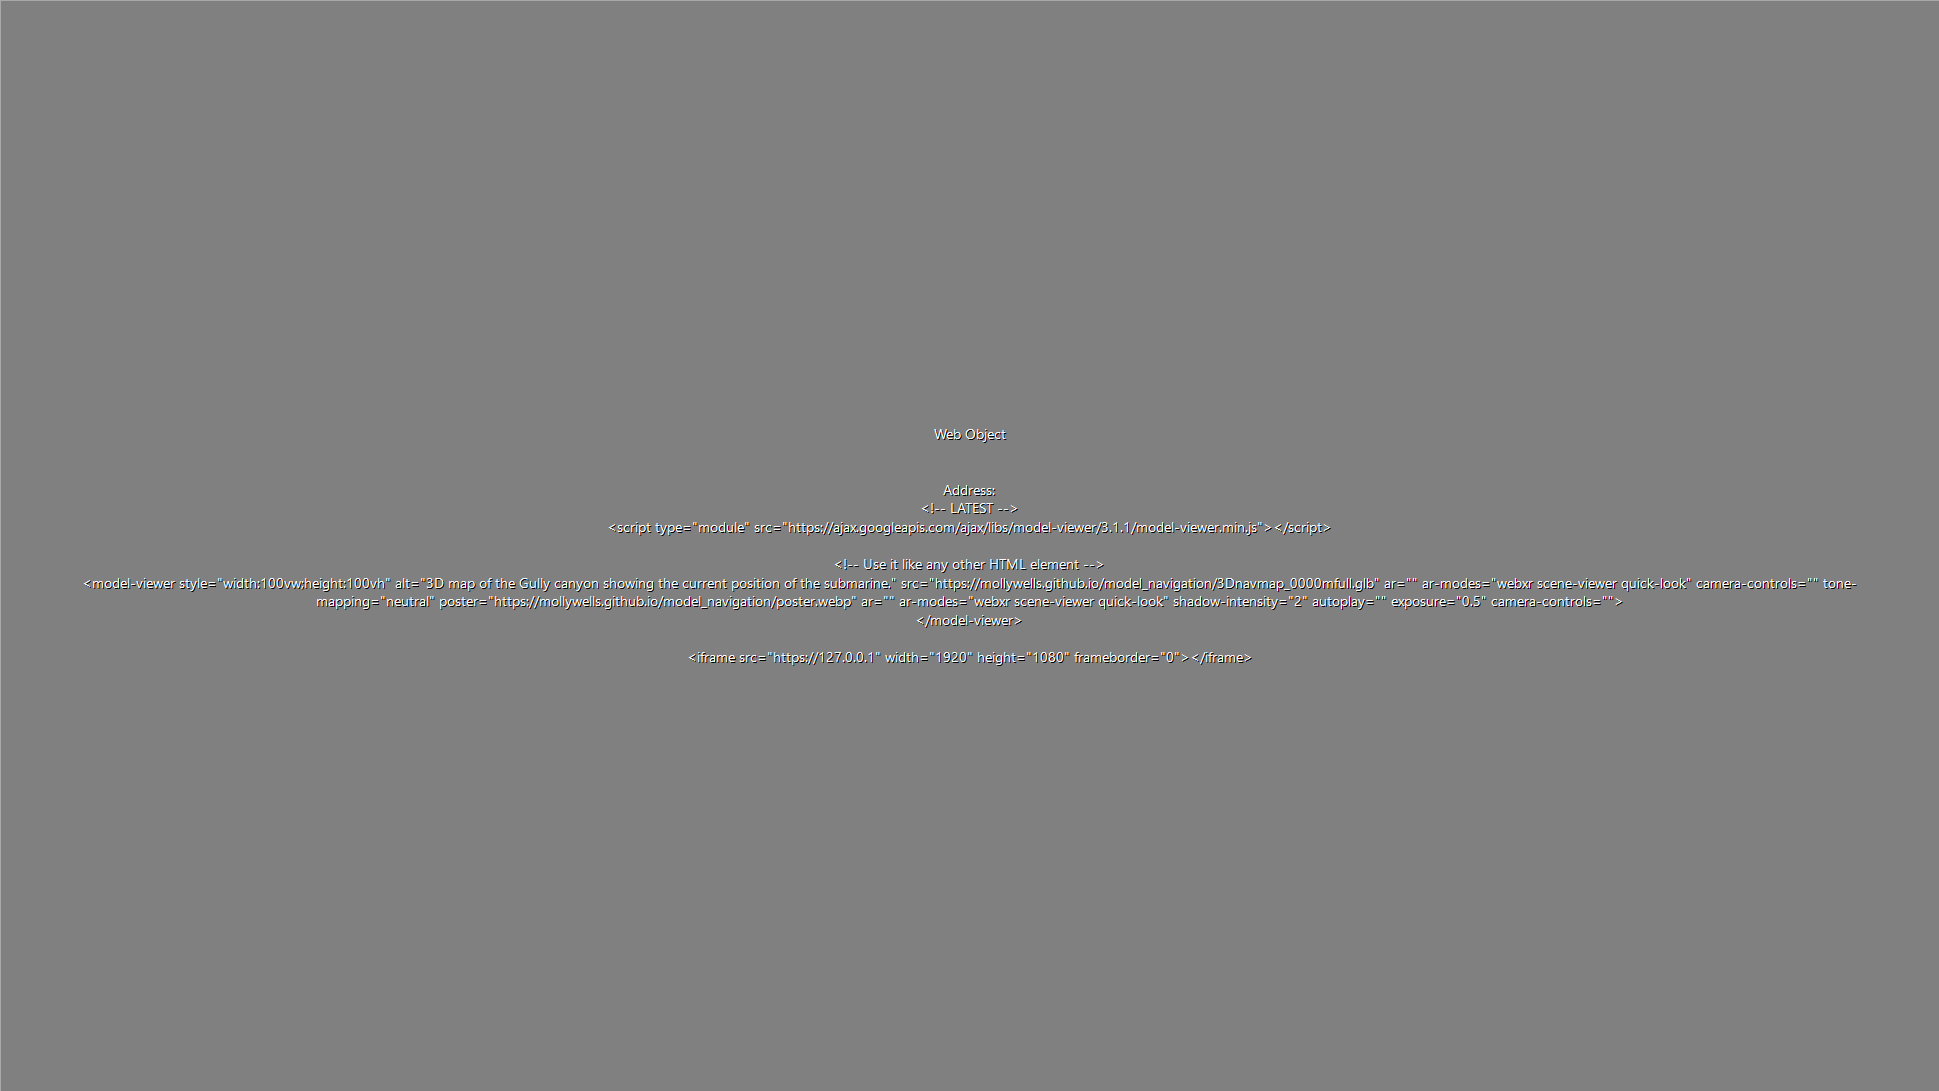 Web Object
Address:
<!-- LATEST -->
<script type="module" src="https://ajax.googleapis.com/ajax/libs/model-viewer/3.1.1/model-viewer.min.js"></script>
<!-- Use it like any other HTML element -->
<model-viewer style="width:100vw;height:100vh" alt="3D map of the Gully canyon showing the current position of the submarine." src="https://mollywells.github.io/model_navigation/3Dnavmap_0000mfull.glb" ar="" ar-modes="webxr scene-viewer quick-look" camera-controls="" tone-
mapping="neutral" poster="https://mollywells.github.io/model_navigation/poster.webp" ar="" ar-modes="webxr scene-viewer quick-look" shadow-intensity="2" autoplay="" exposure="0.5" camera-controls="">
</model-viewer>
<iframe src="https://127.0.0.1" width="1920" height="1080" frameborder="0"></iframe>